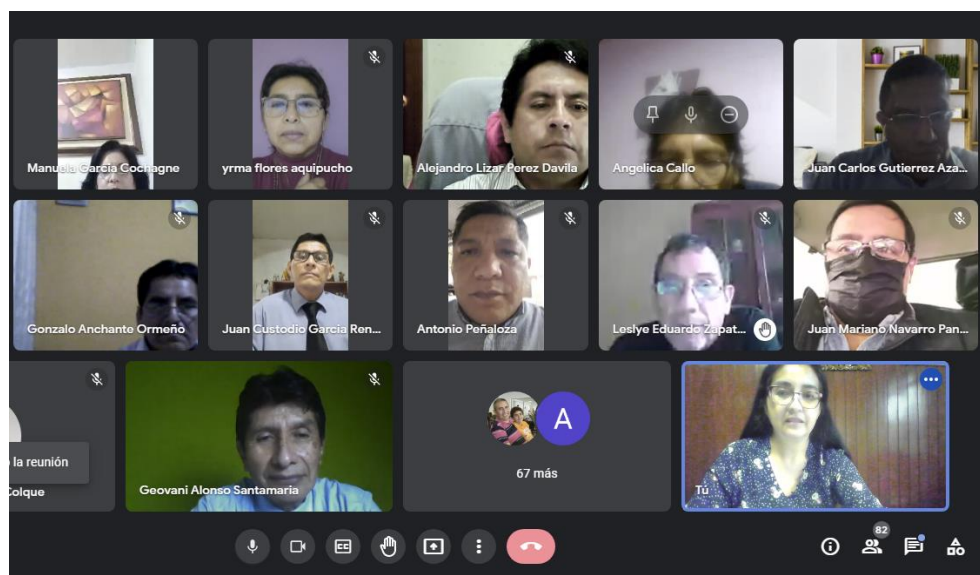 Manuela Garcia Cochagne
yrma flores aquipucho
Alejandro Lizar Perez Davila
Angelica Callo
Juan Carlos Gutierrez Aza...
Gonzalo Anchante Ormeño
Juan Custodio Garcia Ren...
Antonio Peñaloza
Leslye Eduardo Zapat...
Juan Mariano Navarro Pan...
la reunión
Colque
Geovani Alonso Santamaria
A
67 más
Tú
CC
82